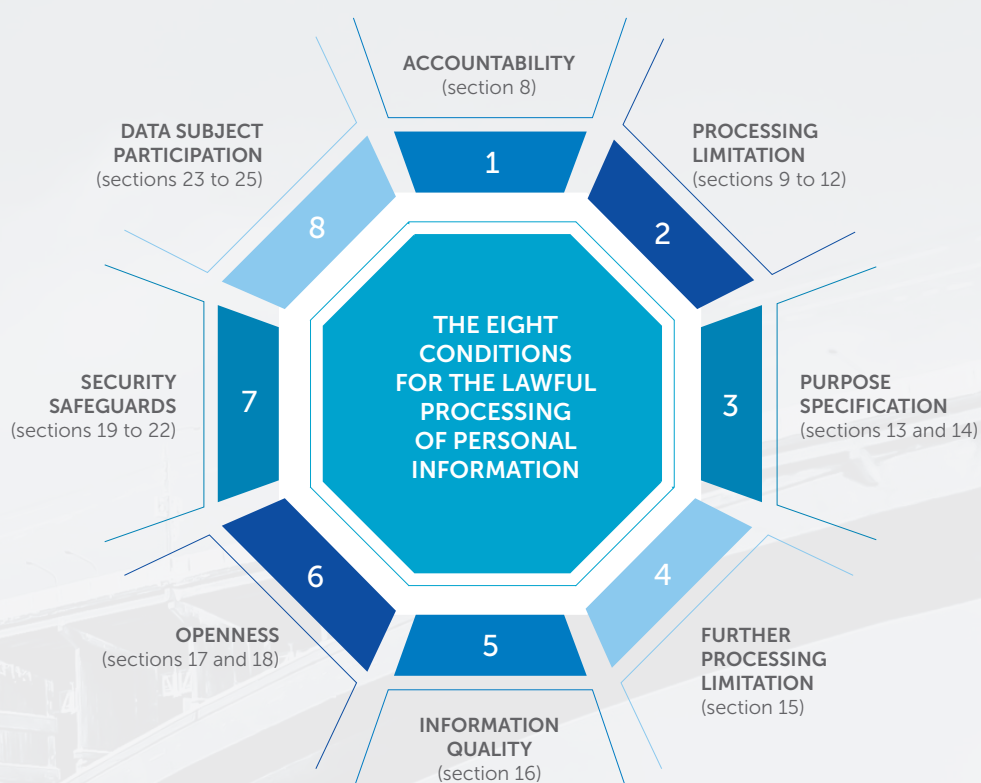 ACCOUNTABILITY
(section 8)
1
PROCESSING
LIMITATION
(sections 9 to 12)
2
PURPOSE
SPECIFICATION
(sections 13 and 14)
3
FURTHER
PROCESSING
LIMITATION
(section 15)
4
INFORMATION
QUALITY
(section 16)
5
OPENNESS
(sections 17 and 18)
6
SECURITY
SAFEGUARDS
(sections 19 to 22)
7
DATA SUBJECT
PARTICIPATION
(sections 23 to 25)
8
THE EIGHT
CONDITIONS
FOR THE LAWFUL
PROCESSING
OF PERSONAL
INFORMATION